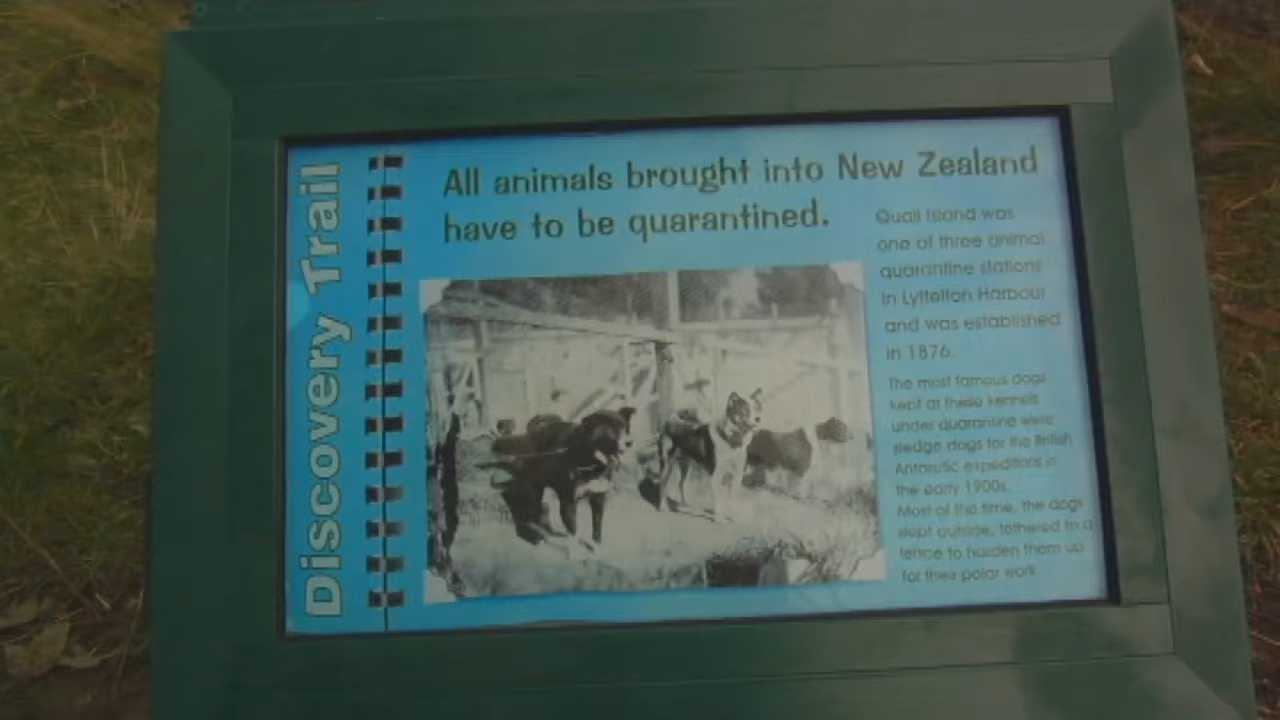 Discovery Trail
All animals brought into New Zealand
have to be quarantined.
Quail Island was
one of three animal
quarantine stations
in Lyttelton Harbour
and was established
in 1876.
The most famous dogs
kept at these kennels
under quarantine were
sledge dogs for the British
Antarctic expeditions in
the early 1900s.
Most of the time, the dogs
slept outside, tethered to a
fence to harden them up
for their polar work.